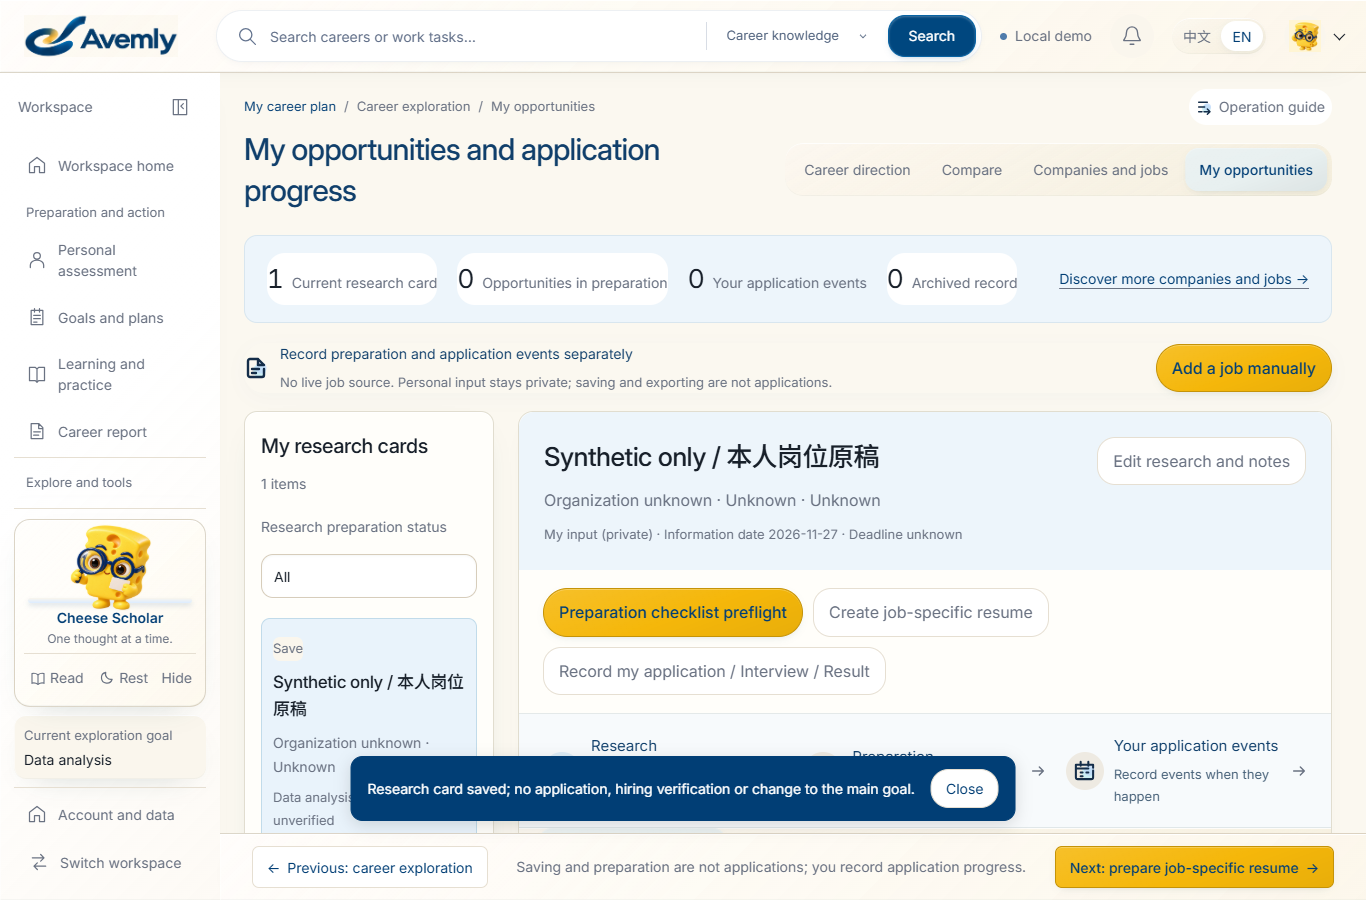 Avemly
Search careers or work tasks...
Career knowledge
Search
Local demo
中文
EN
Workspace
Workspace home
Preparation and action
Personal
assessment
Goals and plans
Learning and
practice
Career report
Explore and tools
Cheese Scholar
One thought at a time.
Read
Rest
Hide
Current exploration goal
Data analysis
Account and data
Switch workspace
My career plan / Career exploration / My opportunities
Operation guide
My opportunities and application
progress
Career direction
Compare
Companies and jobs
My opportunities
1 Current research card
0 Opportunities in preparation
0 Your application events
0 Archived record
Discover more companies and jobs →
Record preparation and application events separately
No live job source. Personal input stays private; saving and exporting are not applications.
Add a job manually
My research cards
1 items
Research preparation status
All
Save
Synthetic only / 本人岗位
原稿
Organization unknown ·
Unknown
Data analysis
unverified
Synthetic only / 本人岗位原稿
Organization unknown · Unknown · Unknown
My input (private) · Information date 2026-11-27 · Deadline unknown
Edit research and notes
Preparation checklist preflight
Create job-specific resume
Record my application / Interview / Result
Research
Preparation
→
Your application events
Record events when they
happen
→
Research card saved; no application, hiring verification or change to the main goal.
Close
← Previous: career exploration
Saving and preparation are not applications; you record application progress.
Next: prepare job-specific resume →